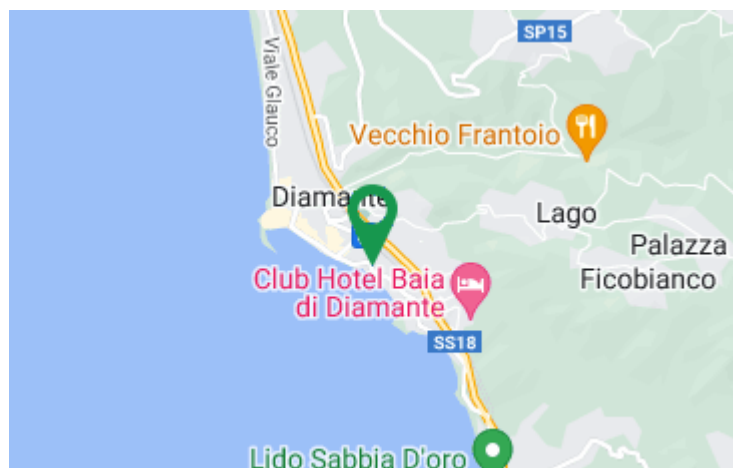 SP15
Viale Glauco
Vecchio Frantoio
Diamante
Lago
Palazza
Ficobianco
Club Hotel Baia
di Diamante
SS18
Lido Sabbia D'oro